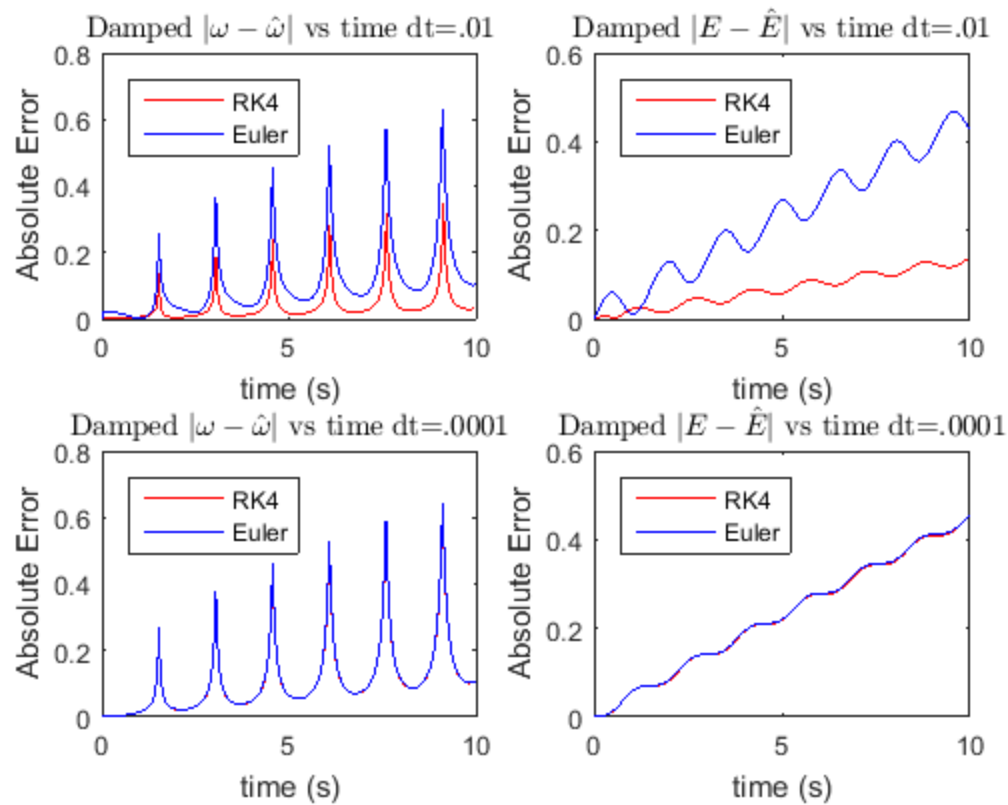 Damped |ω − ω̂| vs time dt=.01
0.8
0.6
0.4
0.2
0
RK4
Euler
Absolute Error
0 5 10
time (s)
Damped |E − Ê| vs time dt=.01
0.6
0.4
0.2
0
RK4
Euler
Absolute Error
0 5 10
time (s)
Damped |ω − ω̂| vs time dt=.0001
0.8
0.6
0.4
0.2
0
RK4
Euler
Absolute Error
0 5 10
time (s)
Damped |E − Ê| vs time dt=.0001
0.6
0.4
0.2
0
RK4
Euler
Absolute Error
0 5 10
time (s)